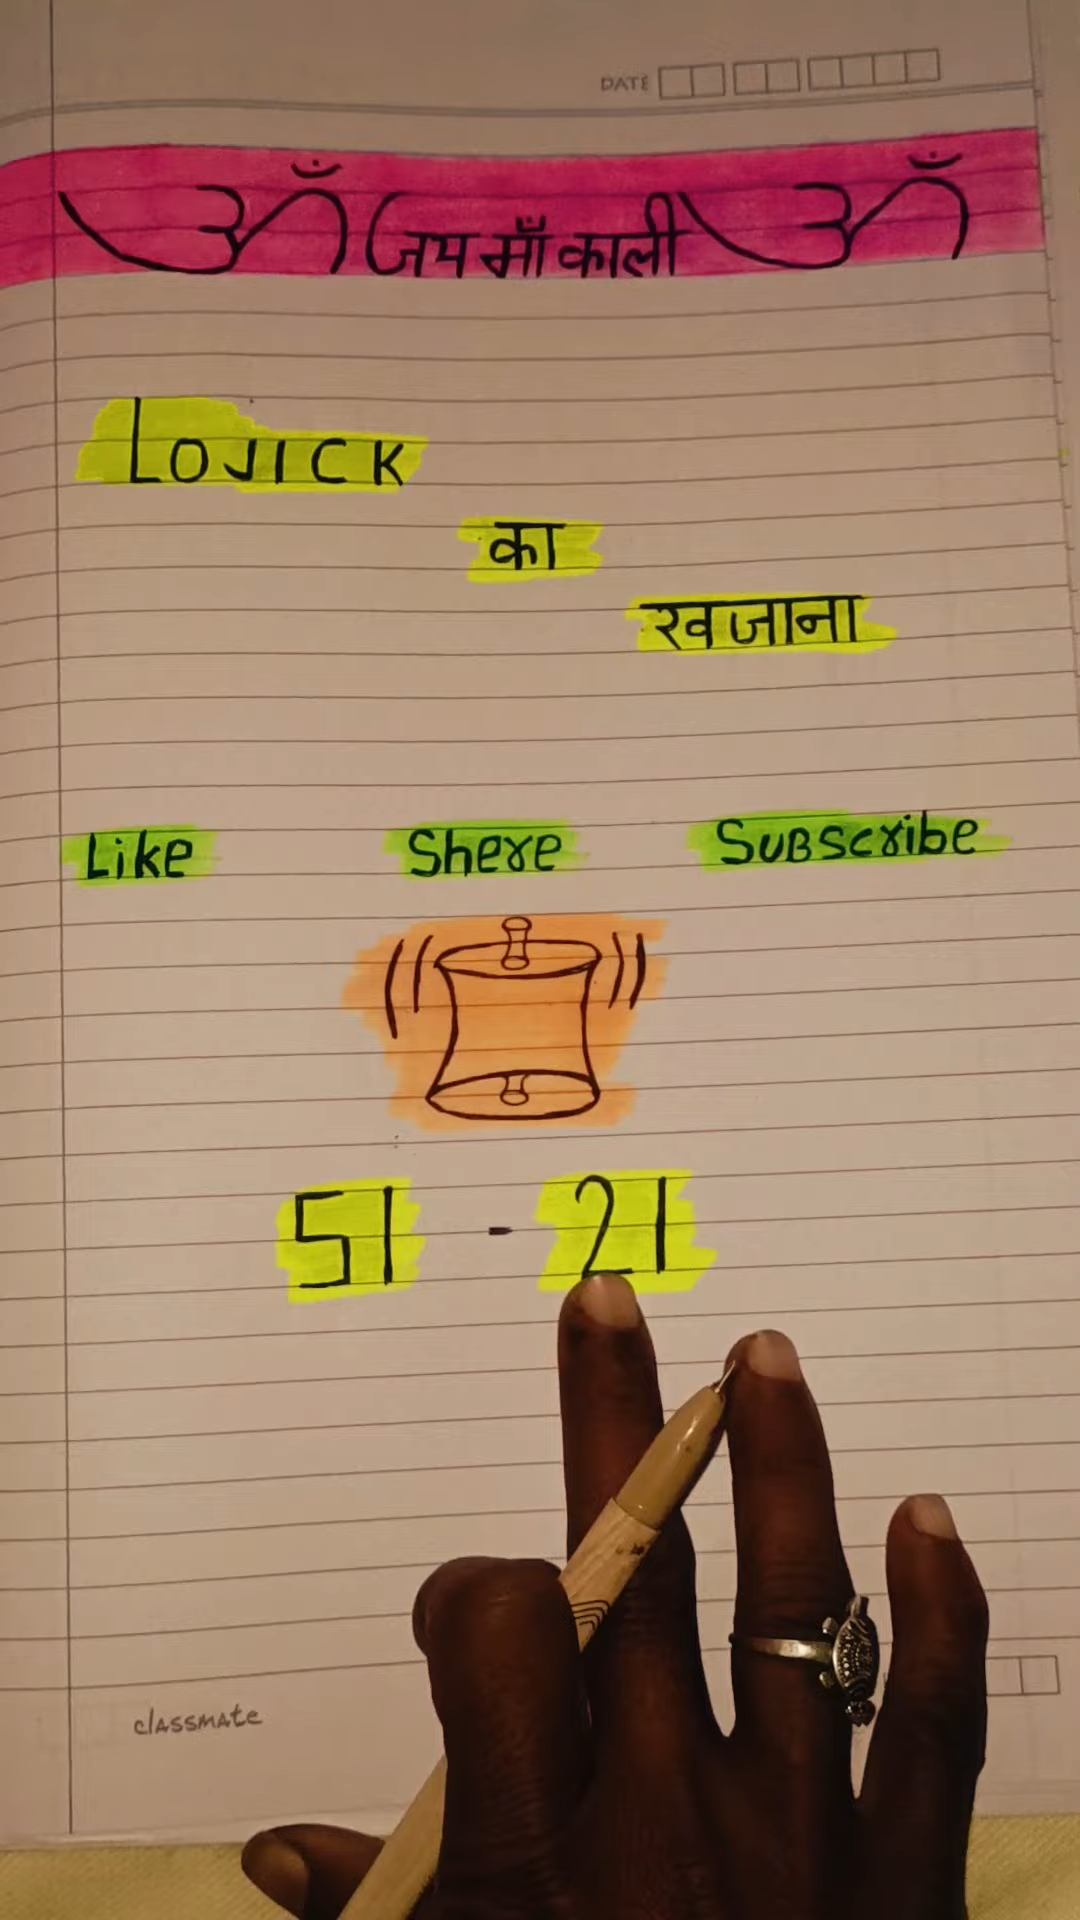 DATE
ॐ जय माँ काली ॐ
LOJICK
का
खजाना
Like Shere Subscribe
51 - 21
classmate